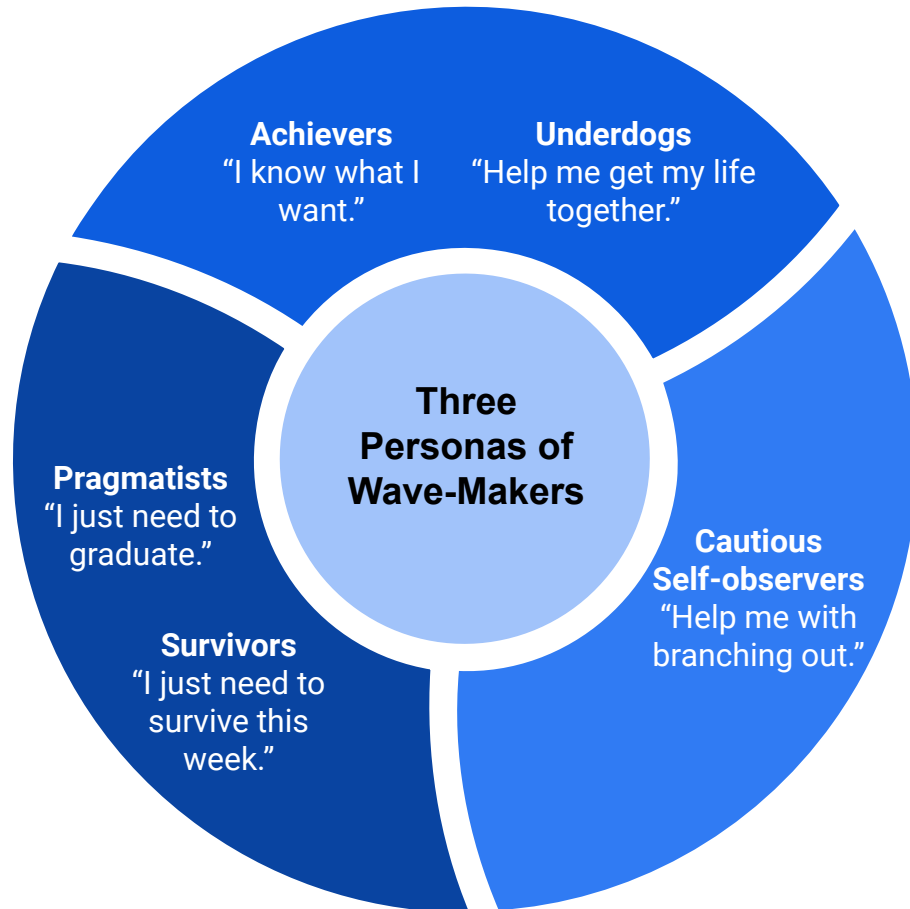 Achievers
“I know what I
want.”
Underdogs
“Help me get my life
together.”
Three
Personas of
Wave-Makers
Pragmatists
“I just need to
graduate.”
Survivors
“I just need to
survive this
week.”
Cautious
Self-observers
“Help me with
branching out.”